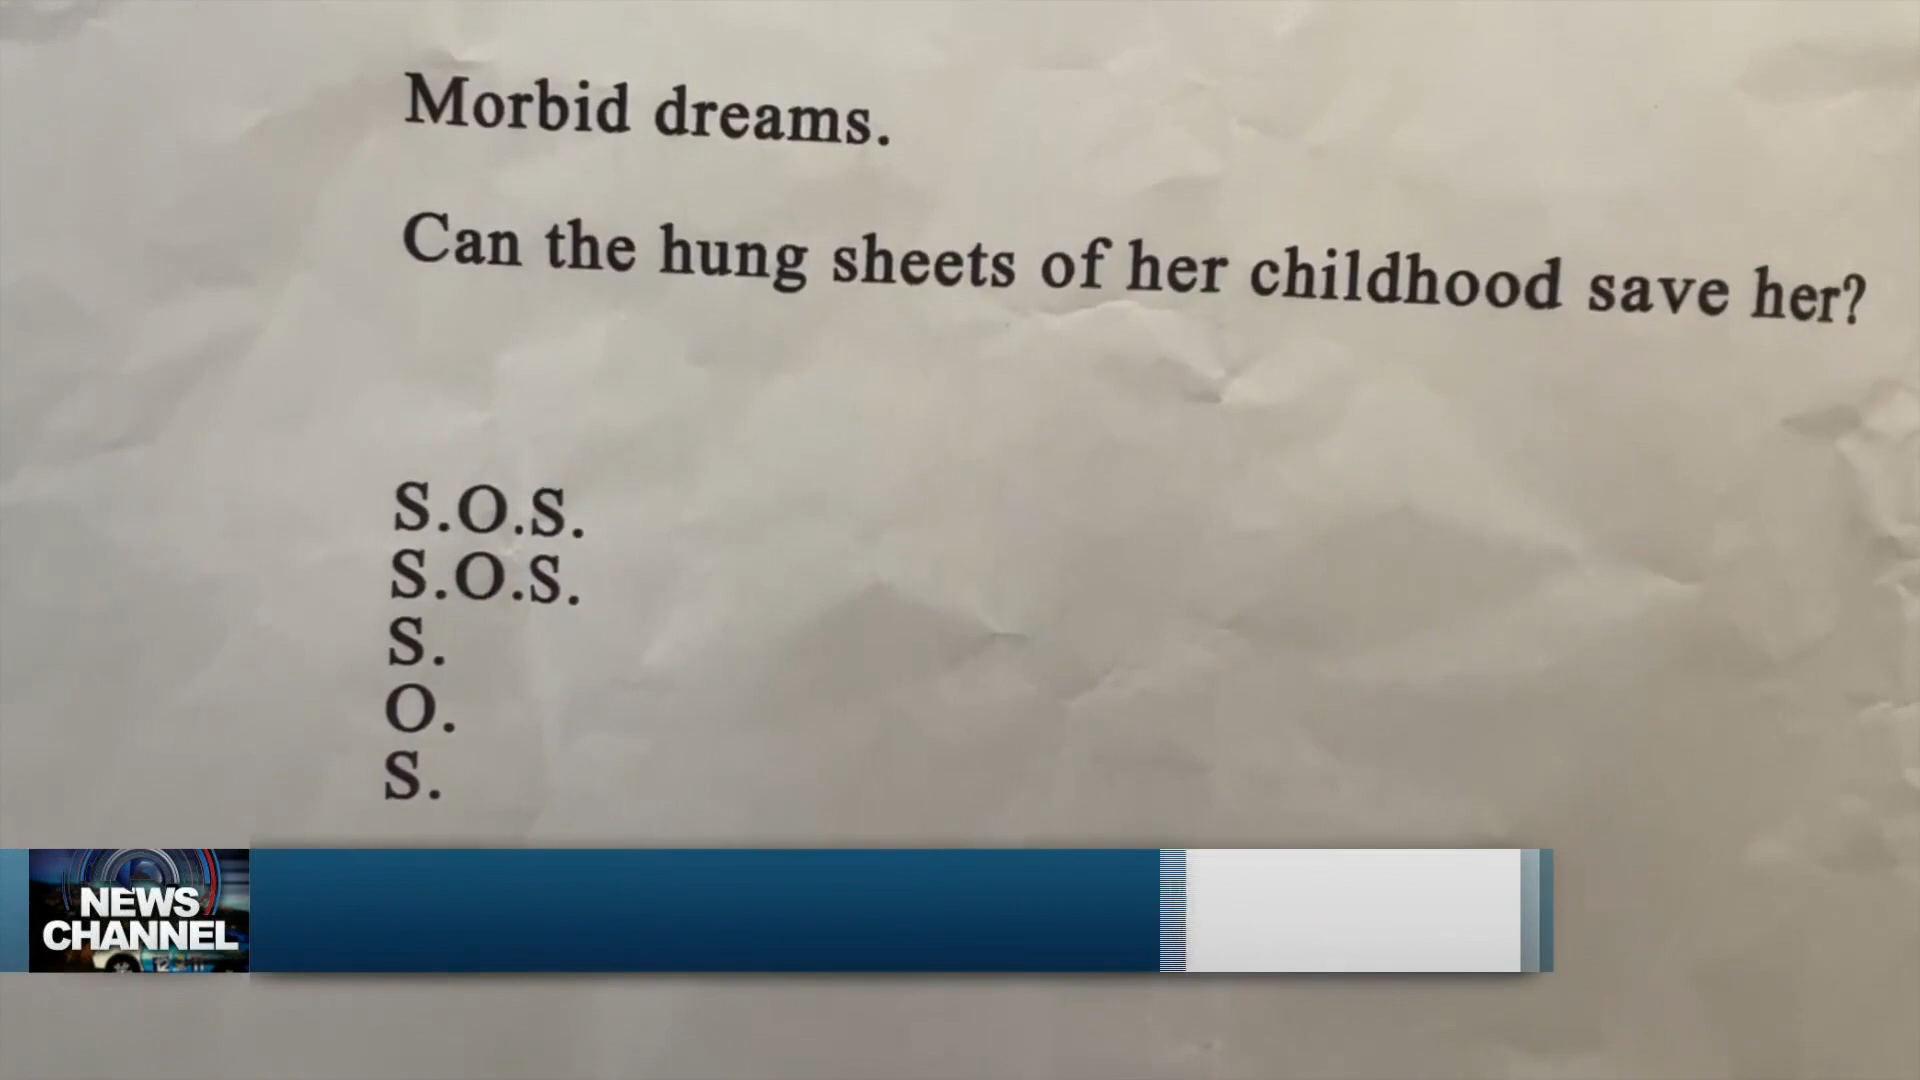 Morbid dreams.
Can the hung sheets of her childhood save her?
S.O.S.
S.O.S.
S.
O.
S.
NEWS
CHANNEL